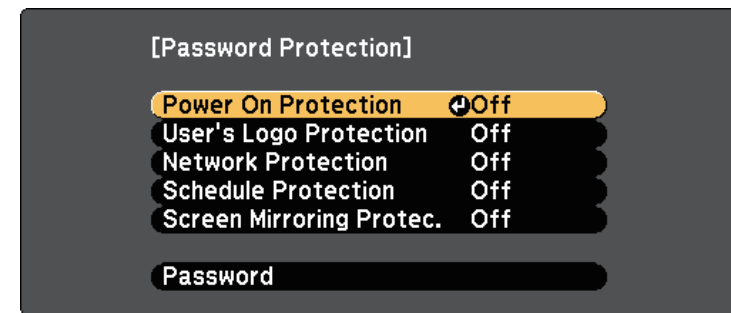 [Password Protection]
Power On Protection Off
User's Logo Protection Off
Network Protection Off
Schedule Protection Off
Screen Mirroring Protec. Off
Password